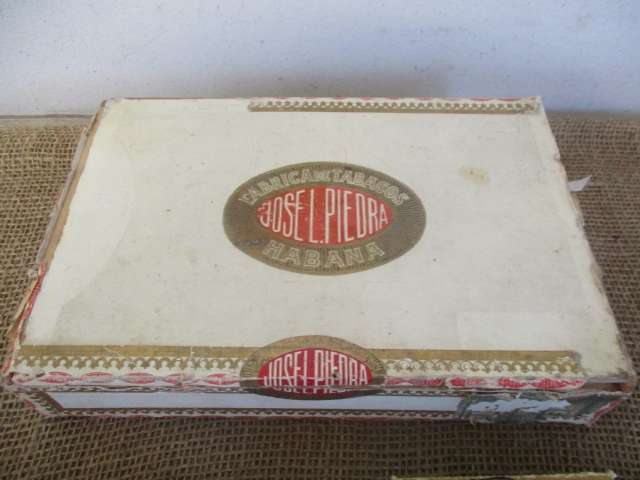 FABRICA DE TABACOS
JOSE L. PIEDRA
HABANA
JOSE L. PIEDRA